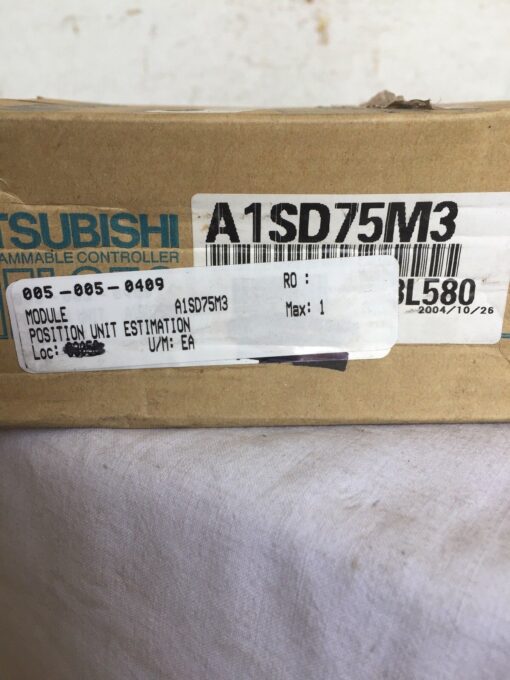 A1SD75M3
TSUBISHI
AMMABLE CONTROLLER
BL580
2004/10/26
005-005-0409
RO :
MODULE A1SD75M3
Max: 1
POSITION UNIT ESTIMATION
Loc: U/M: EA